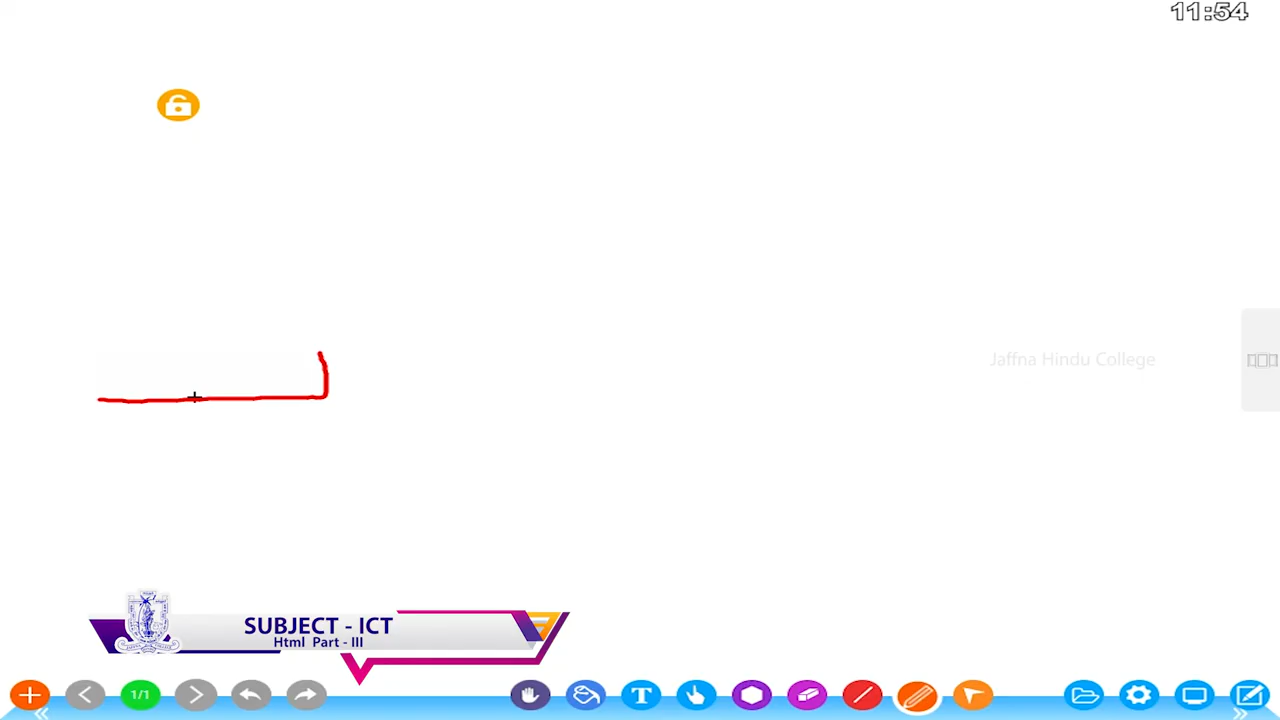 11:54
Jaffna Hindu College
SUBJECT - ICT
Html Part - III
1/1
T